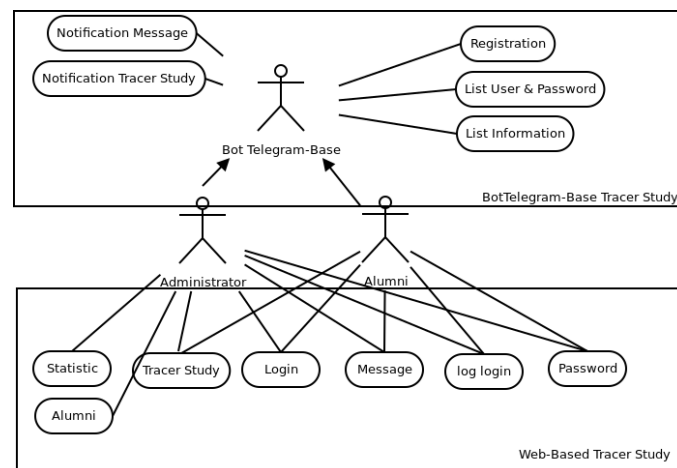 Notification Message
Registration
Notification Tracer Study
List User & Password
List Information
Bot Telegram-Base
BotTelegram-Base Tracer Study
Administrator
Alumni
Statistic
Tracer Study
Login
Message
log login
Password
Alumni
Web-Based Tracer Study